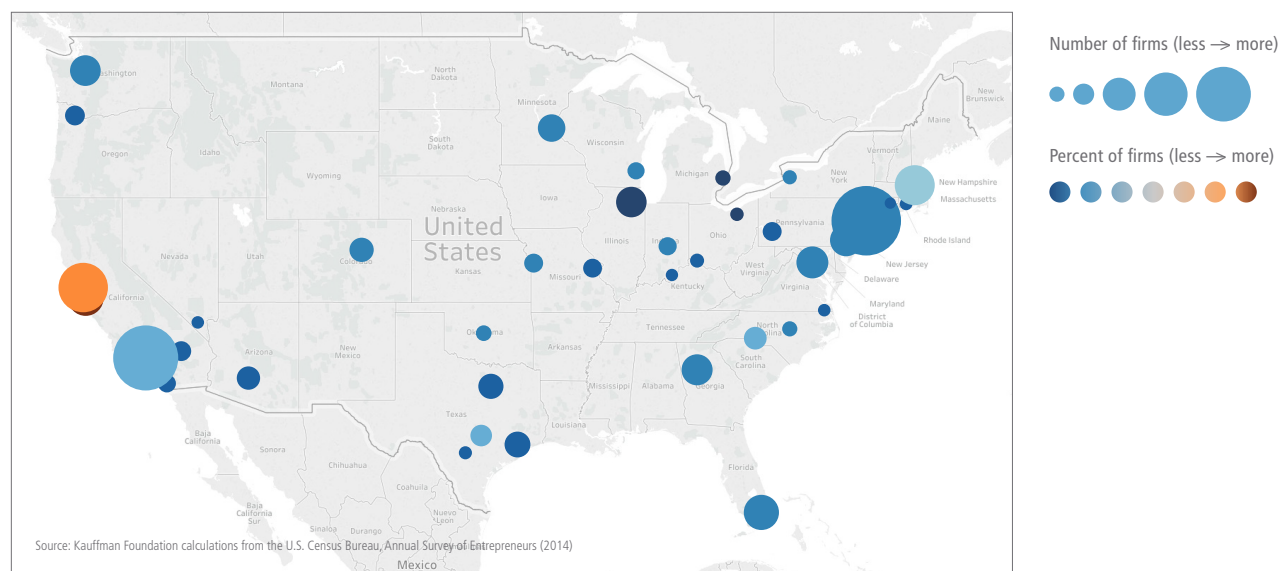 Number of firms (less → more)
Percent of firms (less → more)
Washington
Montana
North
Dakota
Minnesota
New
Brunswick
Maine
Vermont
Oregon
Idaho
South
Dakota
Wisconsin
Michigan
New
York
New Hampshire
Massachusetts
Wyoming
Iowa
Nebraska
United
States
Pennsylvania
Rhode Island
Nevada
Utah
Colorado
Kansas
Illinois
Indiana
Ohio
New Jersey
Missouri
West
Virginia
Kentucky
Virginia
Delaware
California
Maryland
District
of Columbia
Oklahoma
Tennessee
North
Carolina
Arizona
New
Mexico
Arkansas
South
Carolina
Mississippi
Alabama
Georgia
Texas
Louisiana
Baja
California
Sonora
Chihuahua
Florida
Coahuila
Baja
California
Sur
Nuevo
Leon
Sinaloa
Durango
Source: Kauffman Foundation calculations from the U.S. Census Bureau, Annual Survey of Entrepreneurs (2014)
Mexico